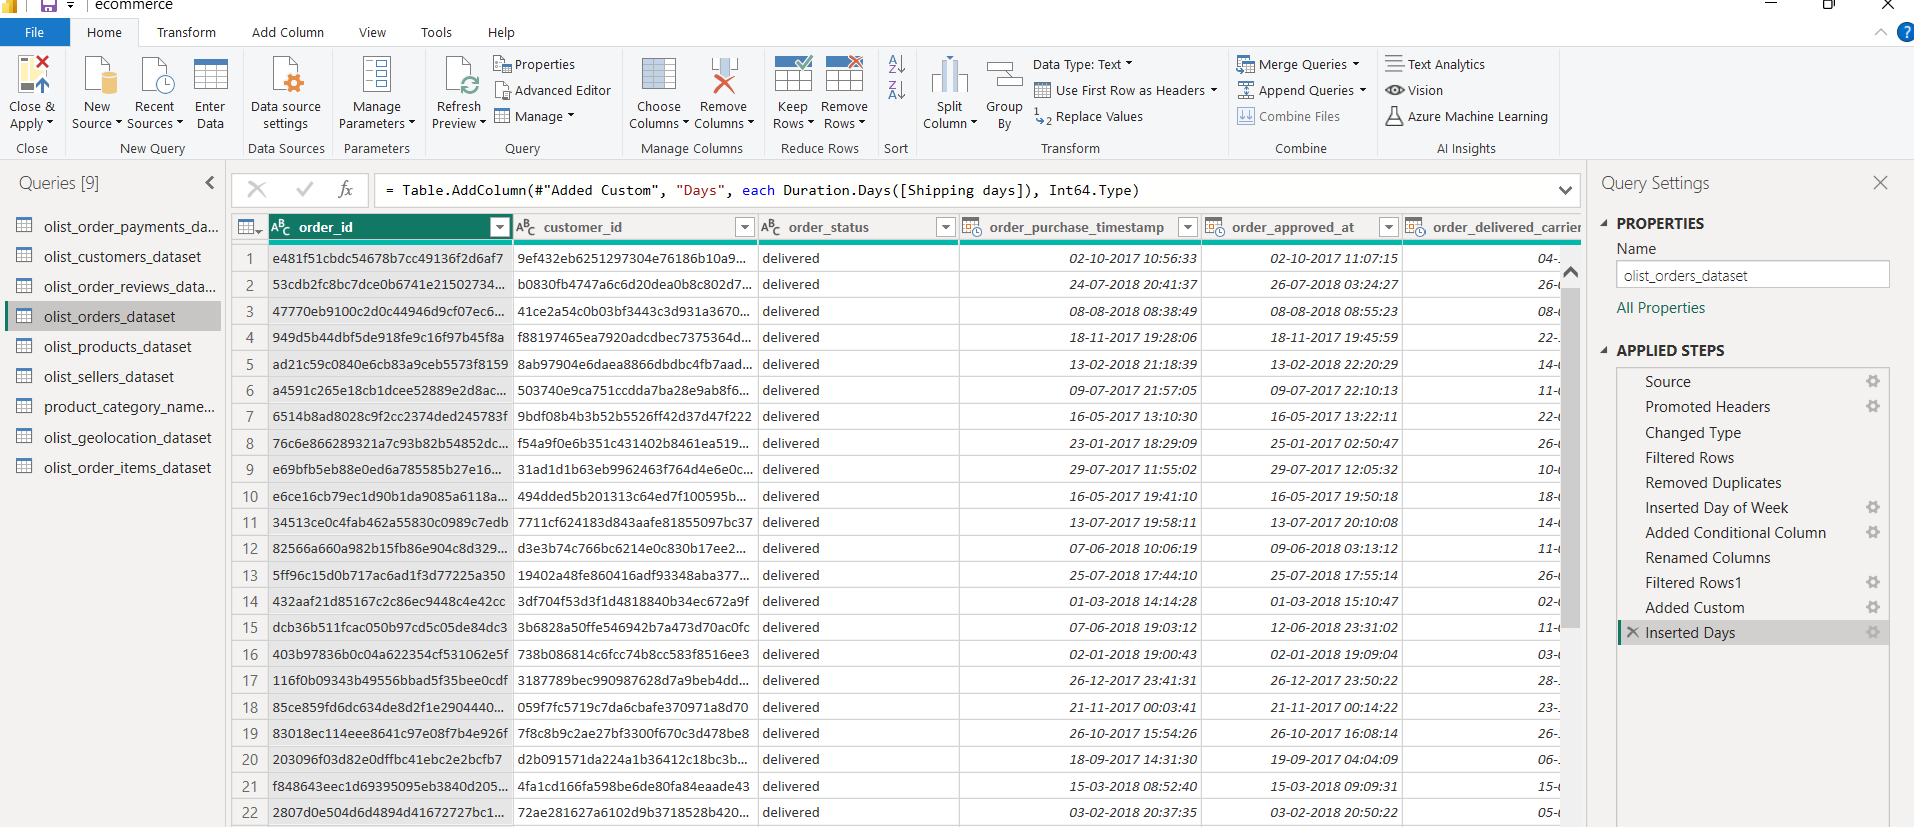 ecommerce
File Home Transform Add Column View Tools Help
Close & Apply
New Source
Recent Sources
Enter Data
Data source settings
Manage Parameters
Refresh Preview
Properties
Advanced Editor
Manage
Choose Columns
Remove Columns
Keep Rows
Remove Rows
Split Column
Group By
Data Type: Text
Use First Row as Headers
Replace Values
Merge Queries
Append Queries
Combine Files
Text Analytics
Vision
Azure Machine Learning
Close New Query Data Sources Parameters Query Manage Columns Reduce Rows Sort Transform Combine AI Insights
Queries [9]
olist_order_payments_da...
olist_customers_dataset
olist_order_reviews_data...
olist_orders_dataset
olist_products_dataset
olist_sellers_dataset
product_category_name...
olist_geolocation_dataset
olist_order_items_dataset
fx = Table.AddColumn(#"Added Custom", "Days", each Duration.Days([Shipping days]), Int64.Type)
order_id customer_id order_status order_purchase_timestamp order_approved_at order_delivered_carrier
1 e481f51cbdc54678b7cc49136f2d6af7 9ef432eb6251297304e76186b10a9... delivered 02-10-2017 10:56:33 02-10-2017 11:07:15 04-
2 53cdb2fc8bc7dce0b6741e21502734... b0830fb4747a6c6d20dea0b8c802d7... delivered 24-07-2018 20:41:37 26-07-2018 03:24:27 26-
3 47770eb9100c2d0c44946d9cf07ec6... 41ce2a54c0b03bf3443c3d931a3670... delivered 08-08-2018 08:38:49 08-08-2018 08:55:23 08-
4 949d5b44dbf5de918fe9c16f97b45f8a f88197465ea7920adcdbec7375364d... delivered 18-11-2017 19:28:06 18-11-2017 19:45:59 22-
5 ad21c59c0840e6cb83a9ceb5573f8159 8ab97904e6daea8866dbdbc4fb7aad... delivered 13-02-2018 21:18:39 13-02-2018 22:20:29 14-
6 a4591c265e18cb1dcee52889e2d8ac... 503740e9ca751ccdda7ba28e9ab8f6... delivered 09-07-2017 21:57:05 09-07-2017 22:10:13 11-
7 6514b8ad8028c9f2cc2374ded245783f 9bdf08b4b3b52b5526ff42d37d47f222 delivered 16-05-2017 13:10:30 16-05-2017 13:22:11 22-
8 76c6e866289321a7c93b82b54852dc... f54a9f0e6b351c431402b8461ea519... delivered 23-01-2017 18:29:09 25-01-2017 02:50:47 26-
9 e69bfb5eb88e0ed6a785585b27e16... 31ad1d1b63eb9962463f764d4e6e0c... delivered 29-07-2017 11:55:02 29-07-2017 12:05:32 10-
10 e6ce16cb79ec1d90b1da9085a6118a... 494dded5b201313c64ed7f100595b... delivered 16-05-2017 19:41:10 16-05-2017 19:50:18 18-
11 34513ce0c4fab462a55830c0989c7edb 7711cf624183d843aafe81855097bc37 delivered 13-07-2017 19:58:11 13-07-2017 20:10:08 14-
12 82566a660a982b15fb86e904c8d329... d3e3b74c766bc6214e0c830b17ee2... delivered 07-06-2018 10:06:19 09-06-2018 03:13:12 11-
13 5ff96c15d0b717ac6ad1f3d77225a350 19402a48fe860416adf93348aba377... delivered 25-07-2018 17:44:10 25-07-2018 17:55:14 26-
14 432aaf21d85167c2c86ec9448c4e42cc 3df704f53d3f1d4818840b34ec672a9f delivered 01-03-2018 14:14:28 01-03-2018 15:10:47 02-
15 dcb36b511fcac050b97cd5c05de84dc3 3b6828a50ffe546942b7a473d70ac0fc delivered 07-06-2018 19:03:12 12-06-2018 23:31:02 11-
16 403b97836b0c04a622354cf531062e5f 738b086814c6fcc74b8cc583f8516ee3 delivered 02-01-2018 19:00:43 02-01-2018 19:09:04 03-
17 116f0b09343b49556bbad5f35bee0cdf 3187789bec990987628d7a9beb4dd... delivered 26-12-2017 23:41:31 26-12-2017 23:50:22 28-
18 85ce859fd6dc634de8d2f1e2904440... 059f7fc5719c7da6cbafe370971a8d70 delivered 21-11-2017 00:03:41 21-11-2017 00:14:22 23-
19 83018ec114eee8641c97e08f7b4e926f 7f8c8b9c2ae27bf3300f670c3d478be8 delivered 26-10-2017 15:54:26 26-10-2017 16:08:14 26-
20 203096f03d82e0dffbc41ebc2e2bcfb7 d2b091571da224a1b36412c18bc3b... delivered 18-09-2017 14:31:30 19-09-2017 04:04:09 06-
21 f848643eec1d69395095eb3840d205... 4fa1cd166fa598be6de80fa84eaade43 delivered 15-03-2018 08:52:40 15-03-2018 09:09:31 15-
22 2807d0e504d6d4894d41672727bc1... 72ae281627a6102d9b3718528b420... delivered 03-02-2018 20:37:35 03-02-2018 20:50:22 05-
Query Settings
PROPERTIES
Name
olist_orders_dataset
All Properties
APPLIED STEPS
Source
Promoted Headers
Changed Type
Filtered Rows
Removed Duplicates
Inserted Day of Week
Added Conditional Column
Renamed Columns
Filtered Rows1
Added Custom
Inserted Days